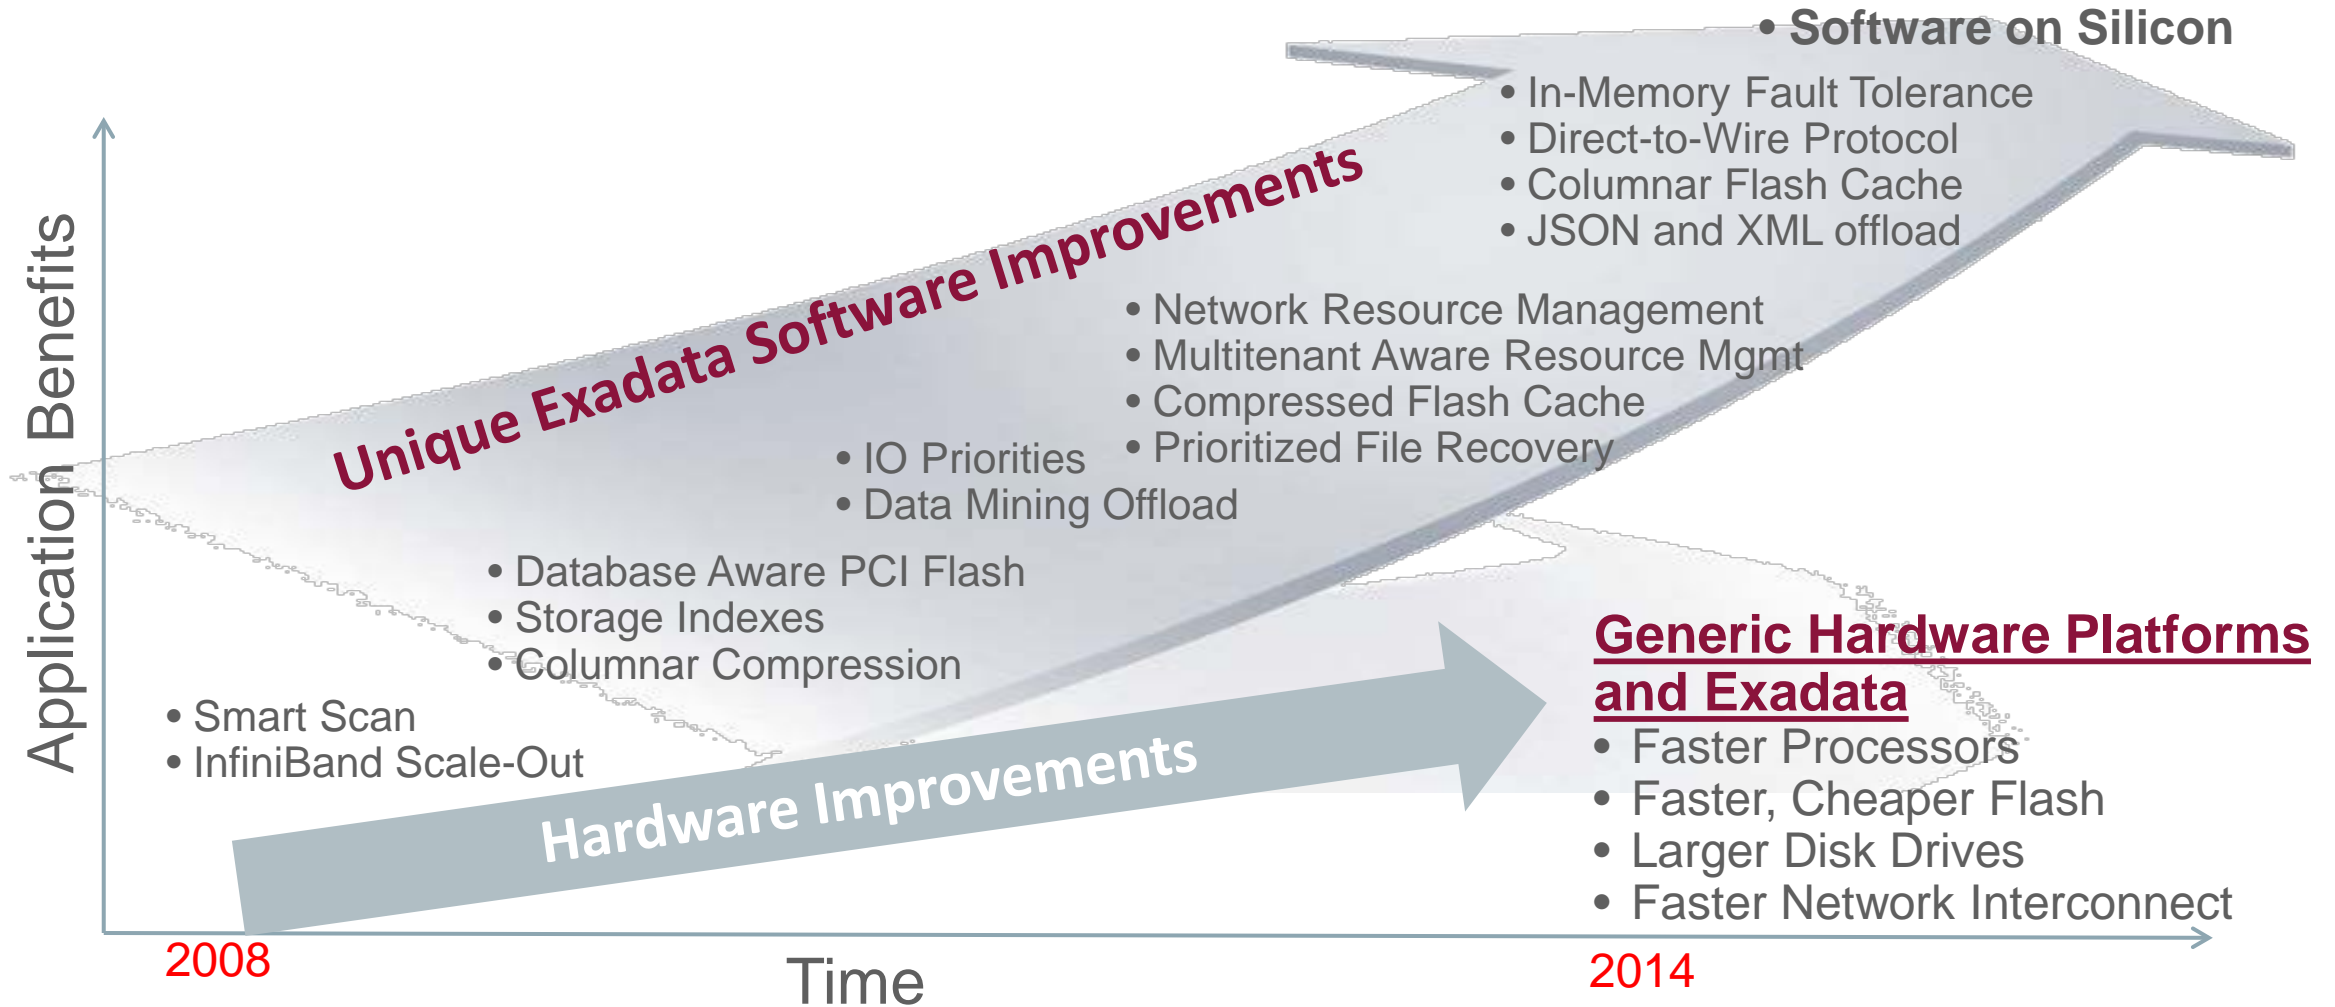 • Software on Silicon
• In-Memory Fault Tolerance
• Direct-to-Wire Protocol
• Columnar Flash Cache
• JSON and XML offload
Unique Exadata Software Improvements
• Network Resource Management
• Multitenant Aware Resource Mgmt
• Compressed Flash Cache
• Prioritized File Recovery
• IO Priorities
• Data Mining Offload
• Database Aware PCI Flash
• Storage Indexes
• Columnar Compression
• Smart Scan
• InfiniBand Scale-Out
Application Benefits
Hardware Improvements
Generic Hardware Platforms
and Exadata
• Faster Processors
• Faster, Cheaper Flash
• Larger Disk Drives
• Faster Network Interconnect
2008
Time
2014